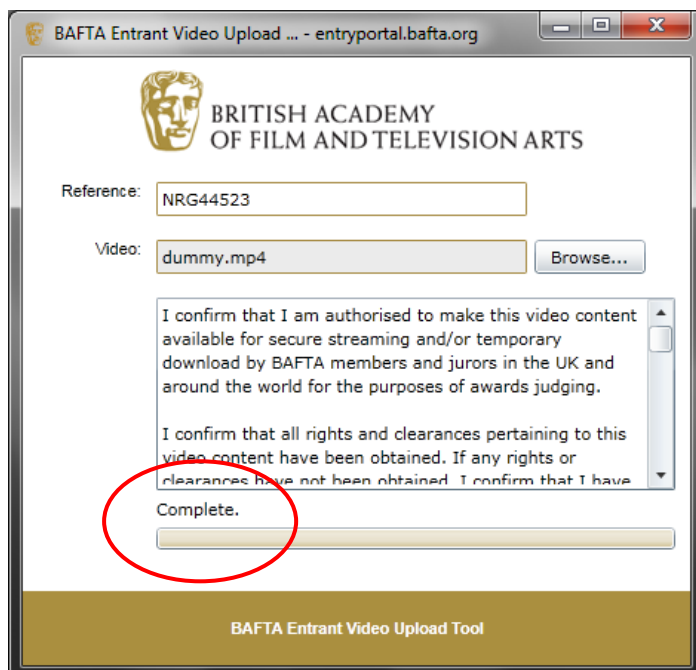 BAFTA Entrant Video Upload ... - entryportal.bafta.org
BRITISH ACADEMY
OF FILM AND TELEVISION ARTS
Reference:
NRG44523
Video:
dummy.mp4
Browse...
I confirm that I am authorised to make this video content
available for secure streaming and/or temporary
download by BAFTA members and jurors in the UK and
around the world for the purposes of awards judging.
I confirm that all rights and clearances pertaining to this
video content have been obtained. If any rights or
clearances have not been obtained, I confirm that I have
Complete.
BAFTA Entrant Video Upload Tool